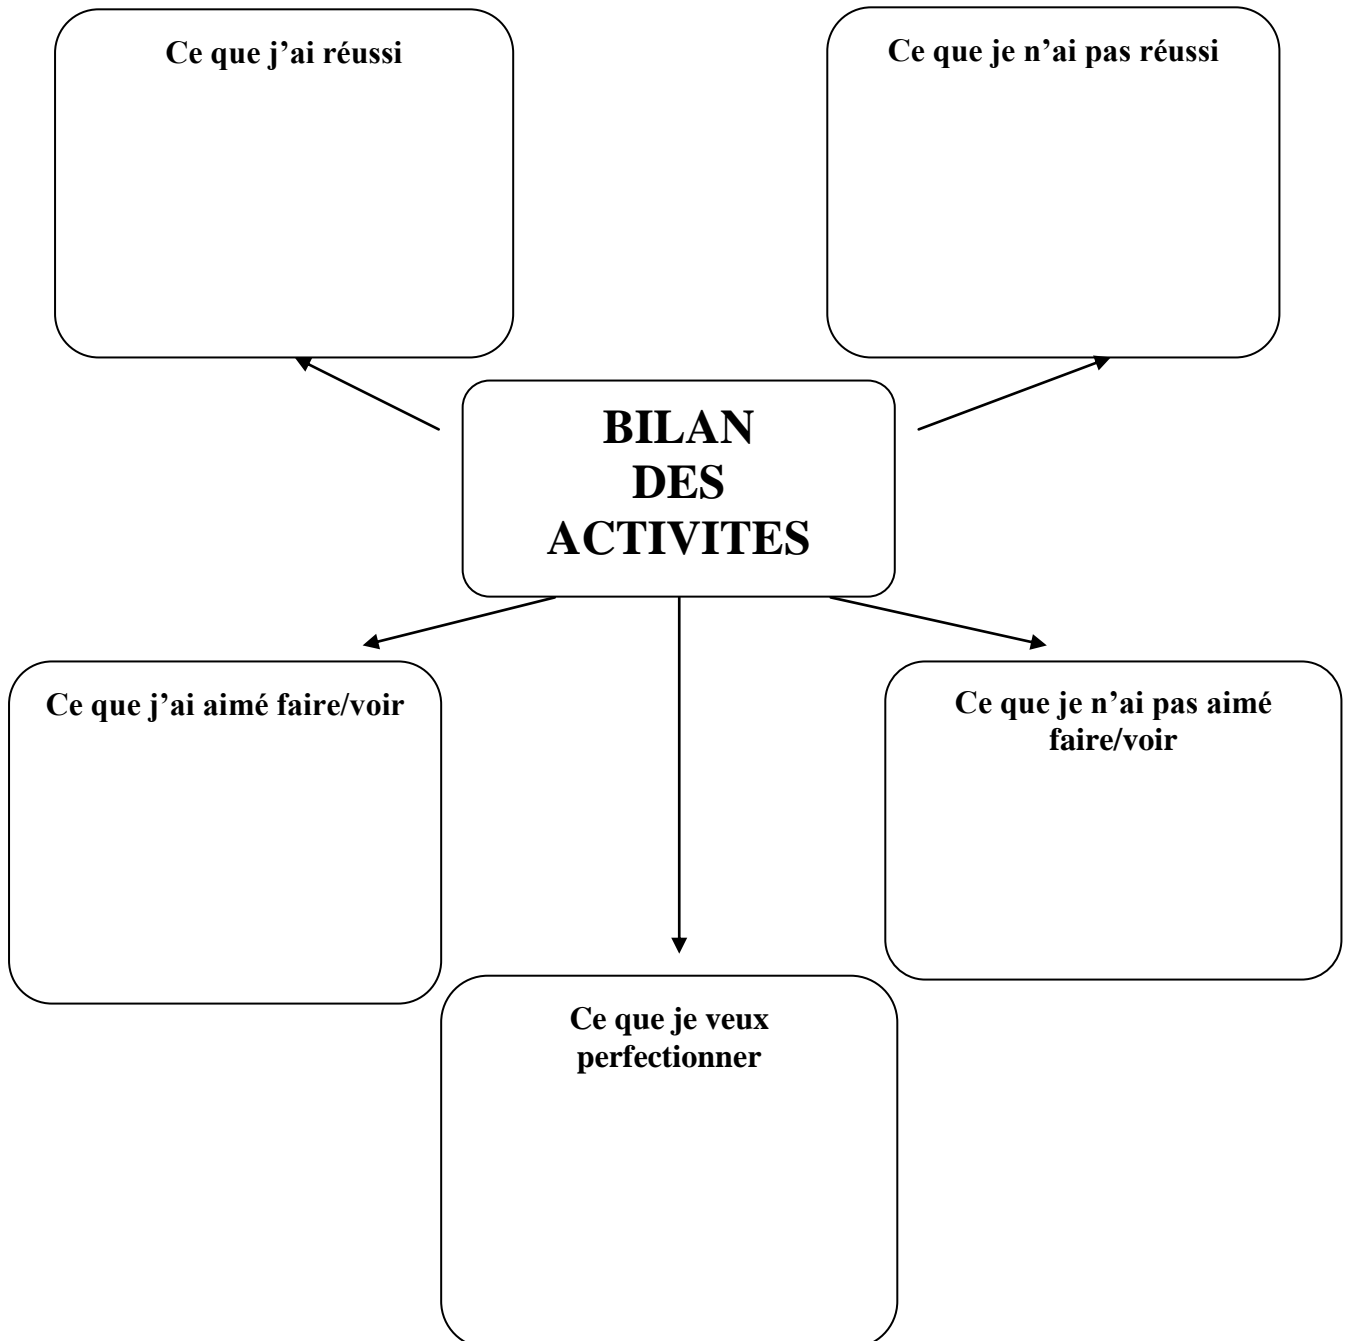 Ce que j’ai réussi
Ce que je n’ai pas réussi
BILAN
DES
ACTIVITES
Ce que j’ai aimé faire/voir
Ce que je n’ai pas aimé
faire/voir
Ce que je veux
perfectionner